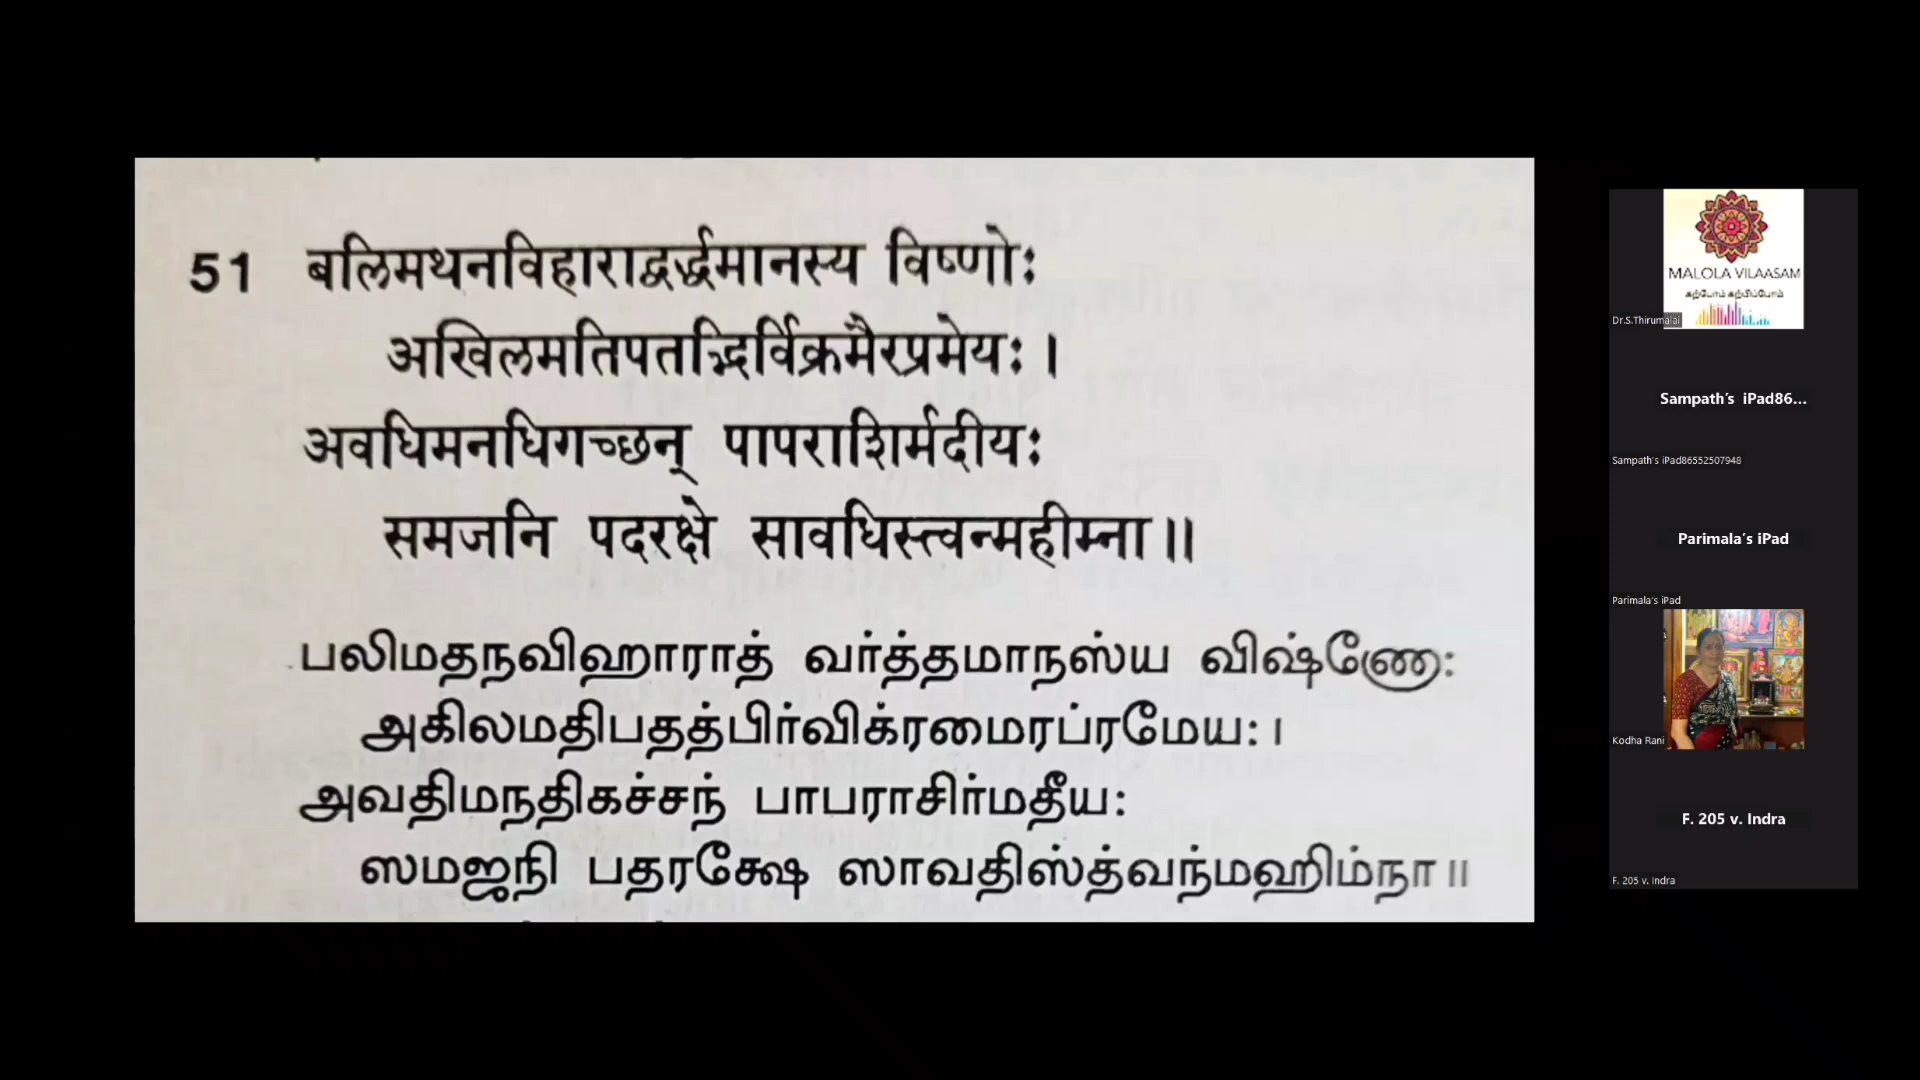 51 बलिमथनविहाराद्वर्द्धमानस्य विष्णोः
अखिलमतिपतद्भिर्विक्रमैरप्रमेयः ।
अवधिमनधिगच्छन् पापराशिर्मदीयः
समजनि पदरक्षे सावधिस्त्वन्महीम्ना ॥
பலிமதநவிஹாராத் வர்த்தமாநஸ்ய விஷ்ணோ:
அகிலமதிபதத்பிர்விக்ரமைரப்ரமேய: ।
அவதிமநதிகச்சந் பாபராசிர்மதீய:
ஸமஜநி பதரக்ஷே ஸாவதிஸ்த்வந்மஹிம்நா ॥
MALOLA VILAASAM
கற்போம் கற்பிப்போம்
Dr.S.Thirumalai
Sampath's iPad86...
Sampath's iPad86552507948
Parimala's iPad
Parimala's iPad
Kodha Rani
F. 205 v. Indra
F. 205 v. Indra